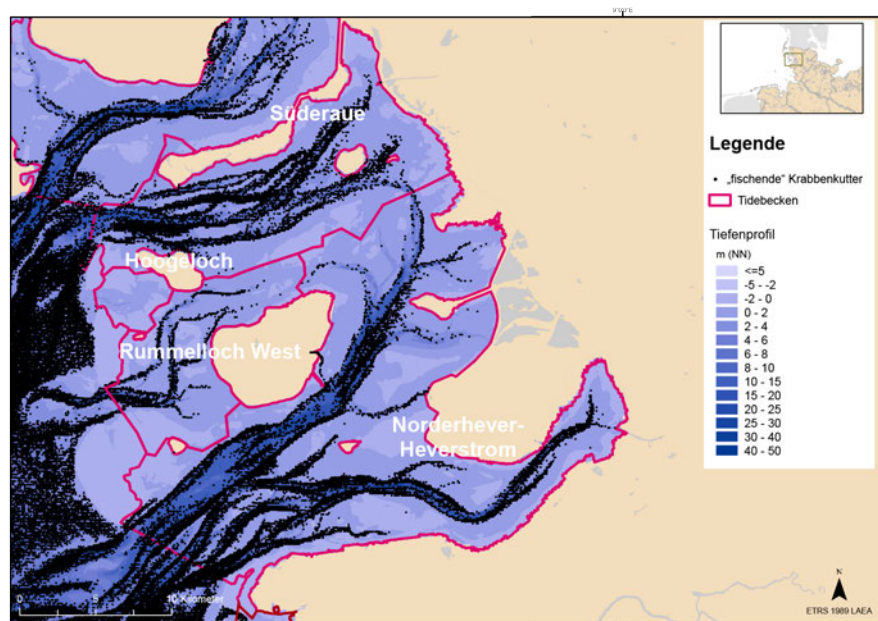 Süderaue
Hoogeloch
Rummelloch West
Norderhever-
Heverstrom
0 5 10 Kilometer
Legende
„fischende“ Krabbenkutter
Tidebecken
Tiefenprofil
m (NN)
<=5
-5 - -2
-2 - 0
0 - 2
2 - 4
4 - 6
6 - 8
8 - 10
10 - 15
15 - 20
20 - 25
25 - 30
30 - 40
40 - 50
N
ETRS 1989 LAEA